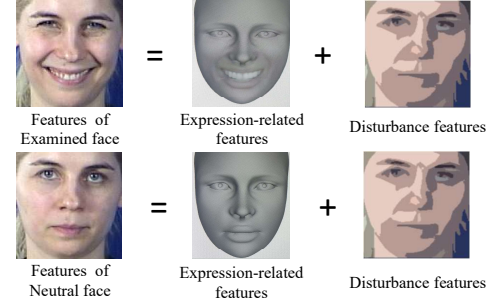 = +
Features of
Examined face
Expression-related
features
Disturbance features
= +
Features of
Neutral face
Expression-related
features
Disturbance features